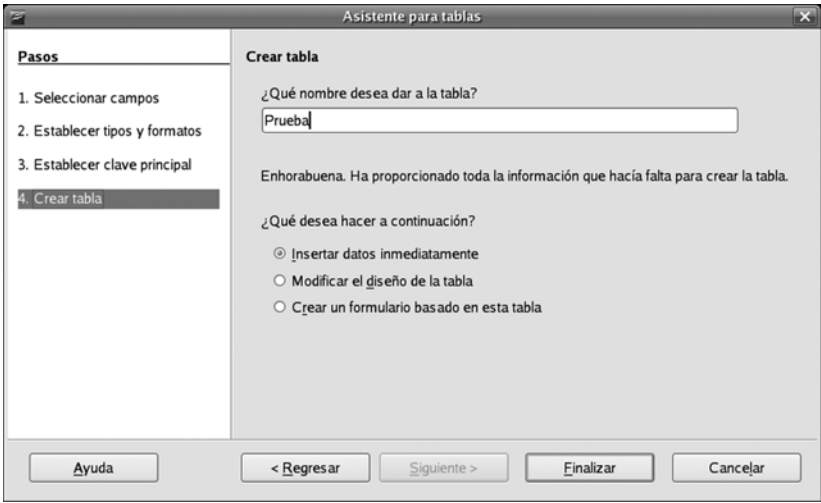 Asistente para tablas
Pasos
1. Seleccionar campos
2. Establecer tipos y formatos
3. Establecer clave principal
4. Crear tabla
Crear tabla
¿Qué nombre desea dar a la tabla?
Prueba
Enhorabuena. Ha proporcionado toda la información que hacía falta para crear la tabla.
¿Qué desea hacer a continuación?
Insertar datos inmediatamente
Modificar el diseño de la tabla
Crear un formulario basado en esta tabla
Ayuda
< Regresar
Siguiente >
Finalizar
Cancelar